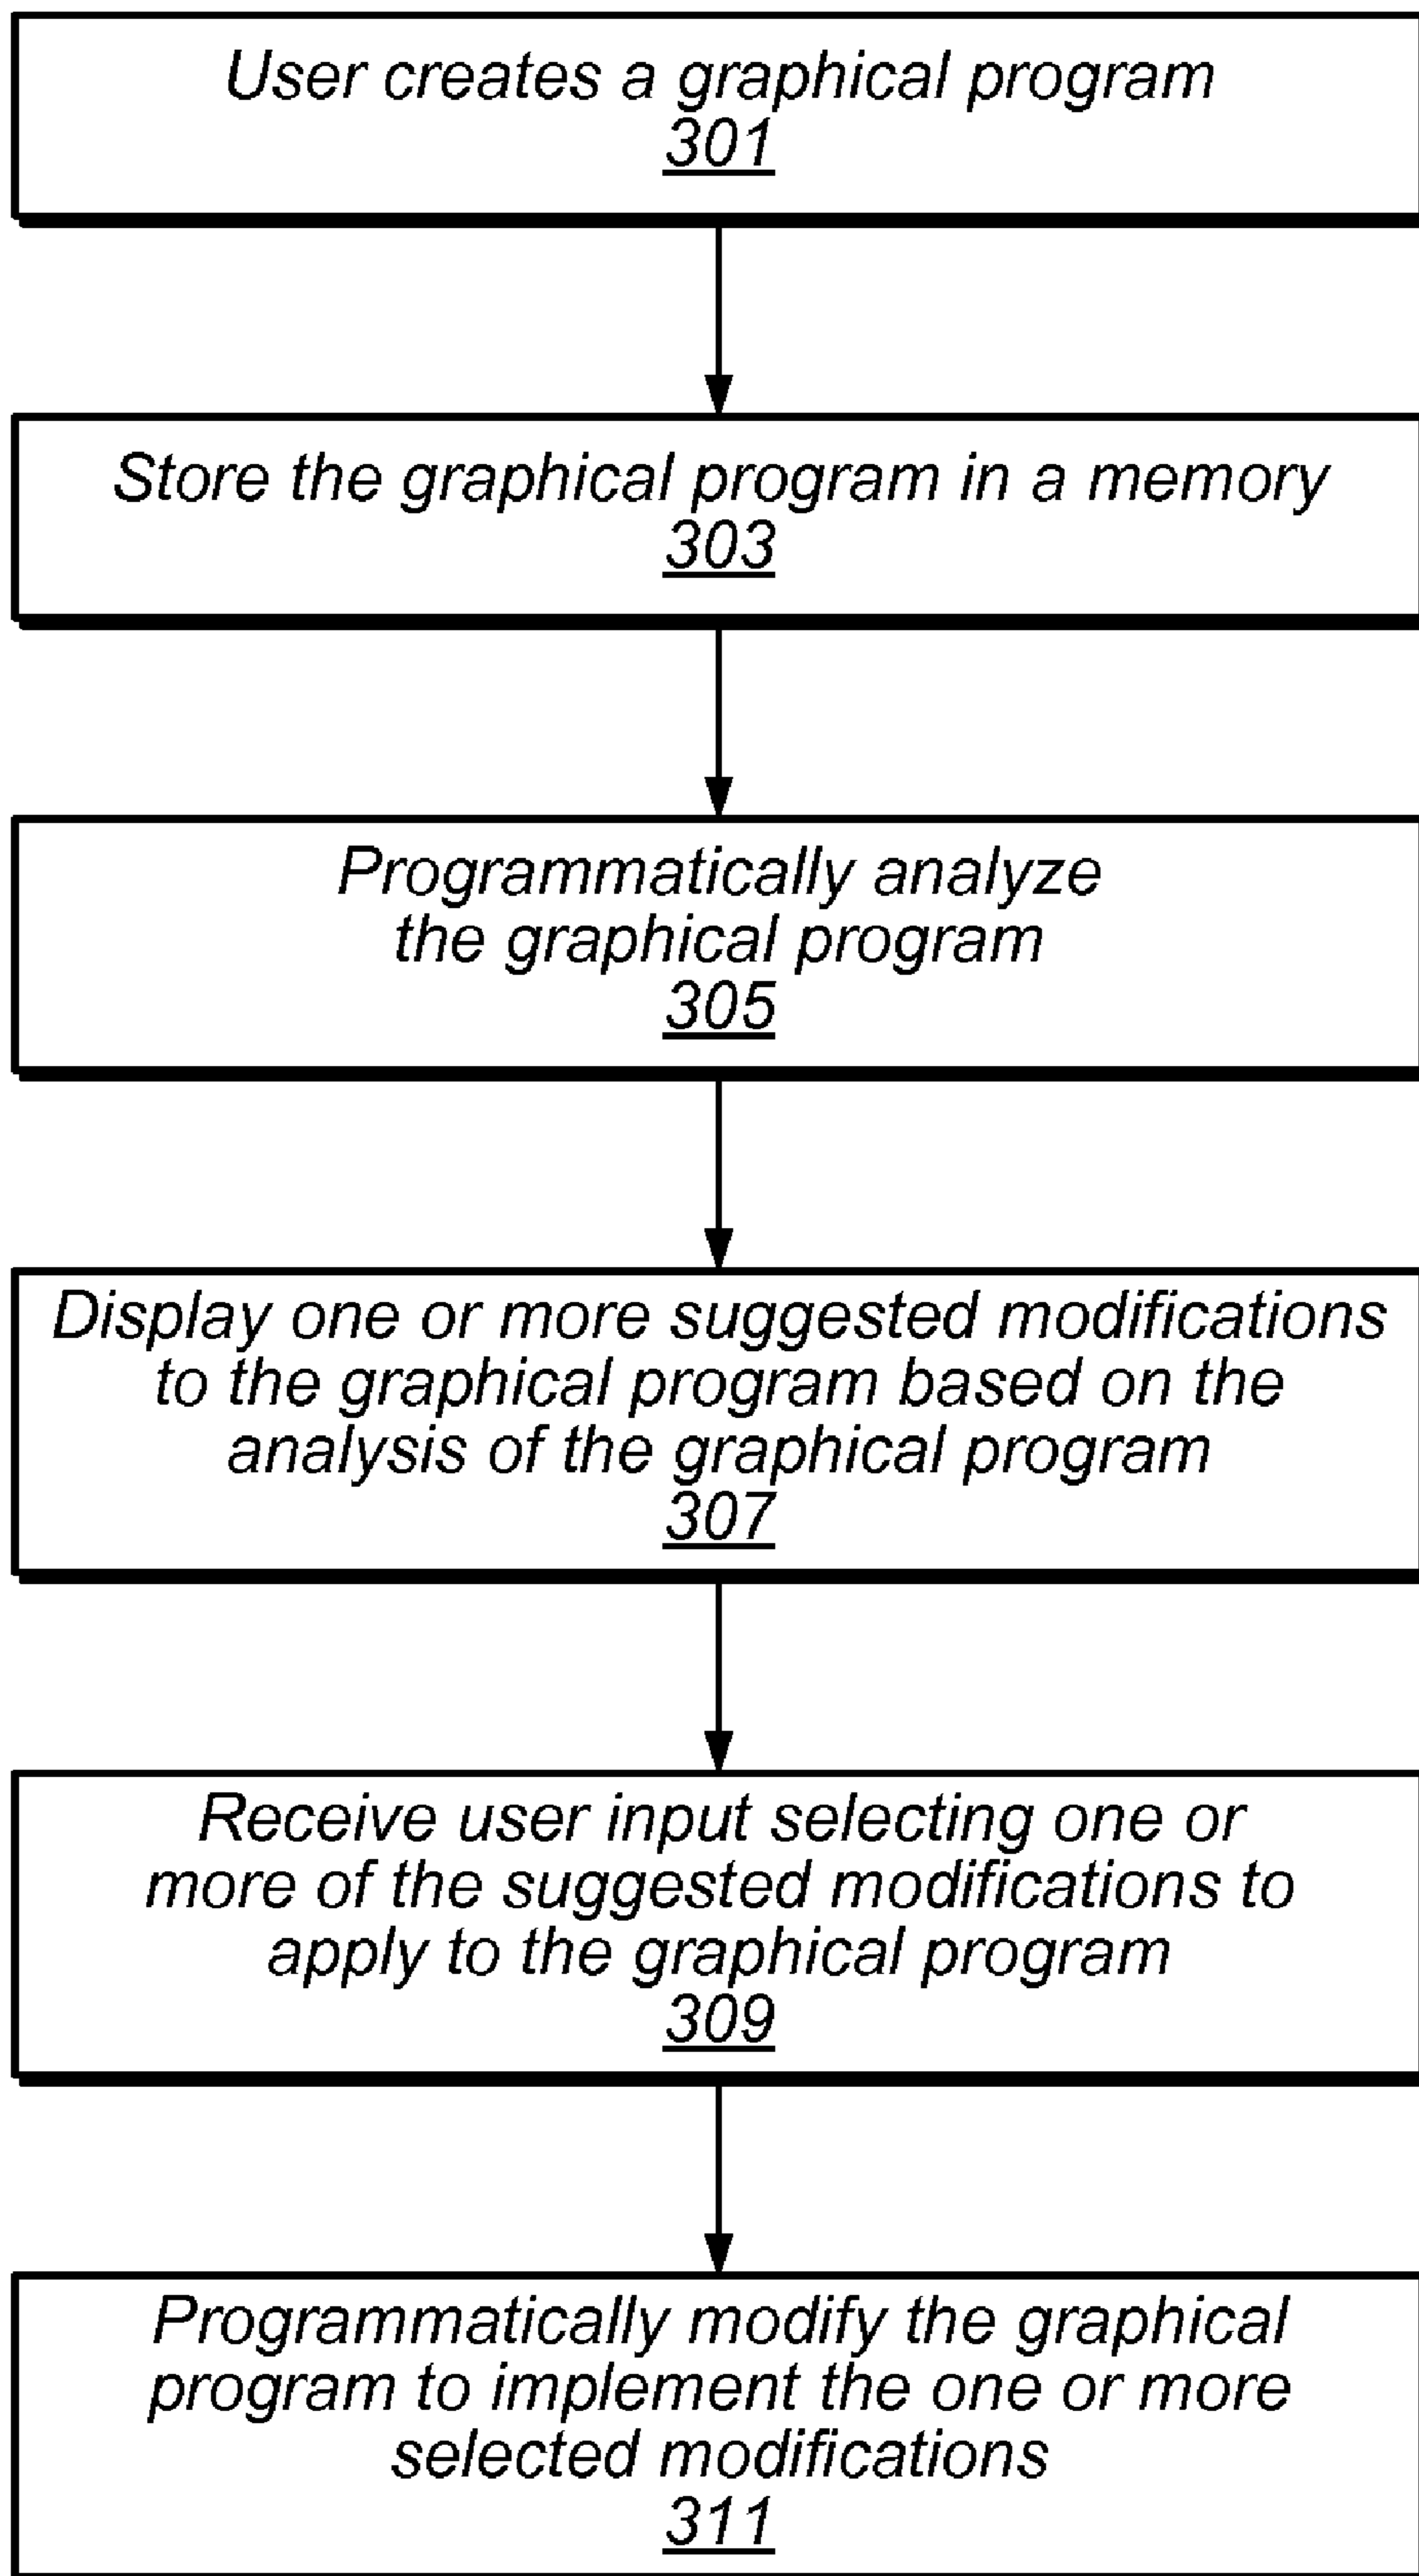 User creates a graphical program
301
Store the graphical program in a memory
303
Programmatically analyze
the graphical program
305
Display one or more suggested modifications
to the graphical program based on the
analysis of the graphical program
307
Receive user input selecting one or
more of the suggested modifications to
apply to the graphical program
309
Programmatically modify the graphical
program to implement the one or more
selected modifications
311